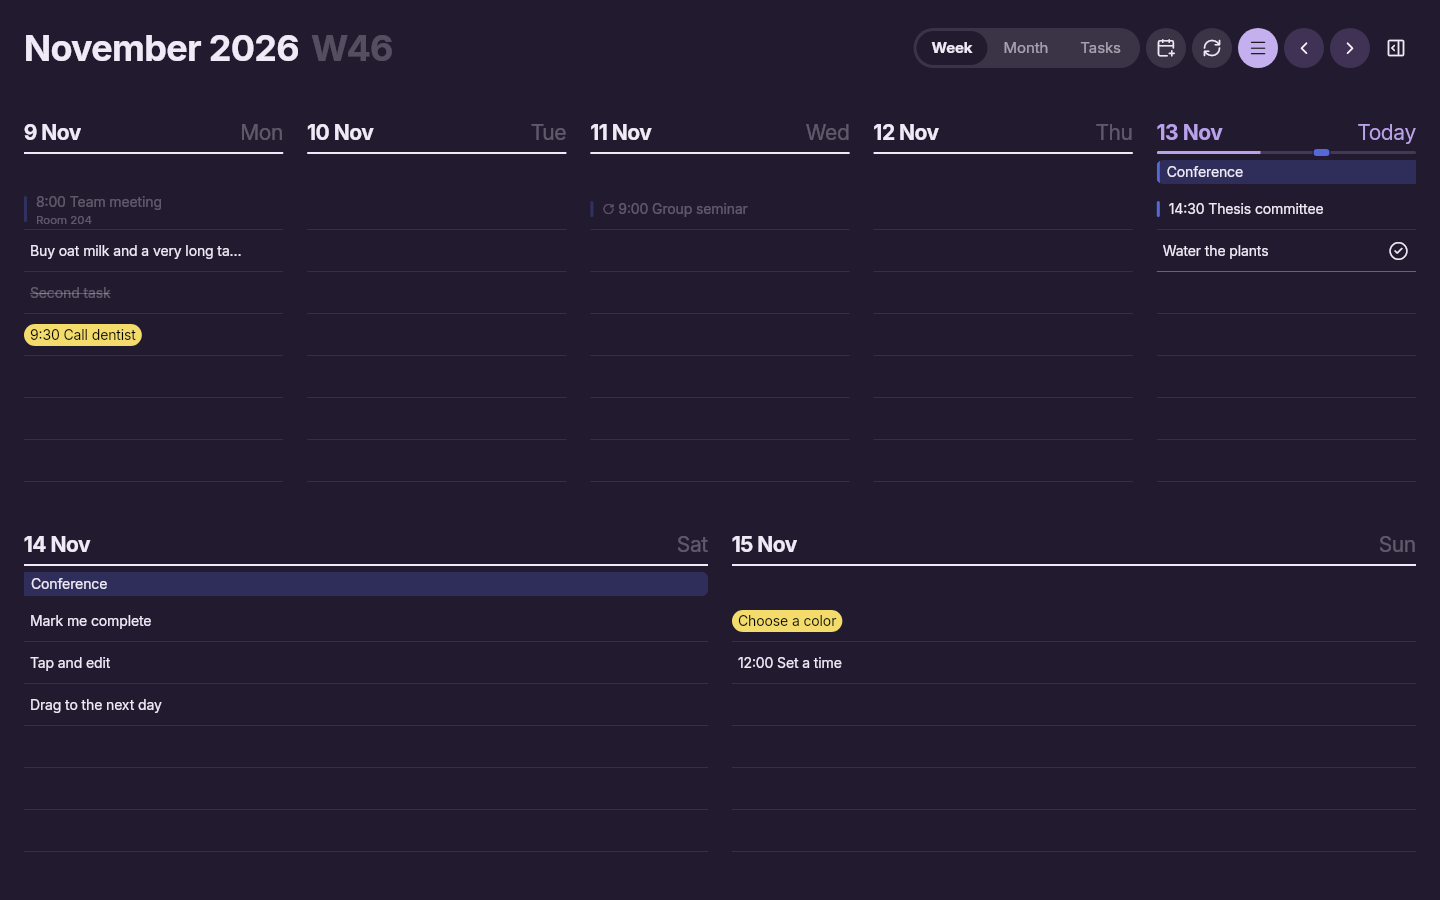 November 2026 W46
Week Month Tasks
9 Nov Mon
8:00 Team meeting
Room 204
Buy oat milk and a very long ta...
Second task
9:30 Call dentist
10 Nov Tue
11 Nov Wed
9:00 Group seminar
12 Nov Thu
13 Nov Today
Conference
14:30 Thesis committee
Water the plants
14 Nov Sat
Conference
Mark me complete
Tap and edit
Drag to the next day
15 Nov Sun
Choose a color
12:00 Set a time